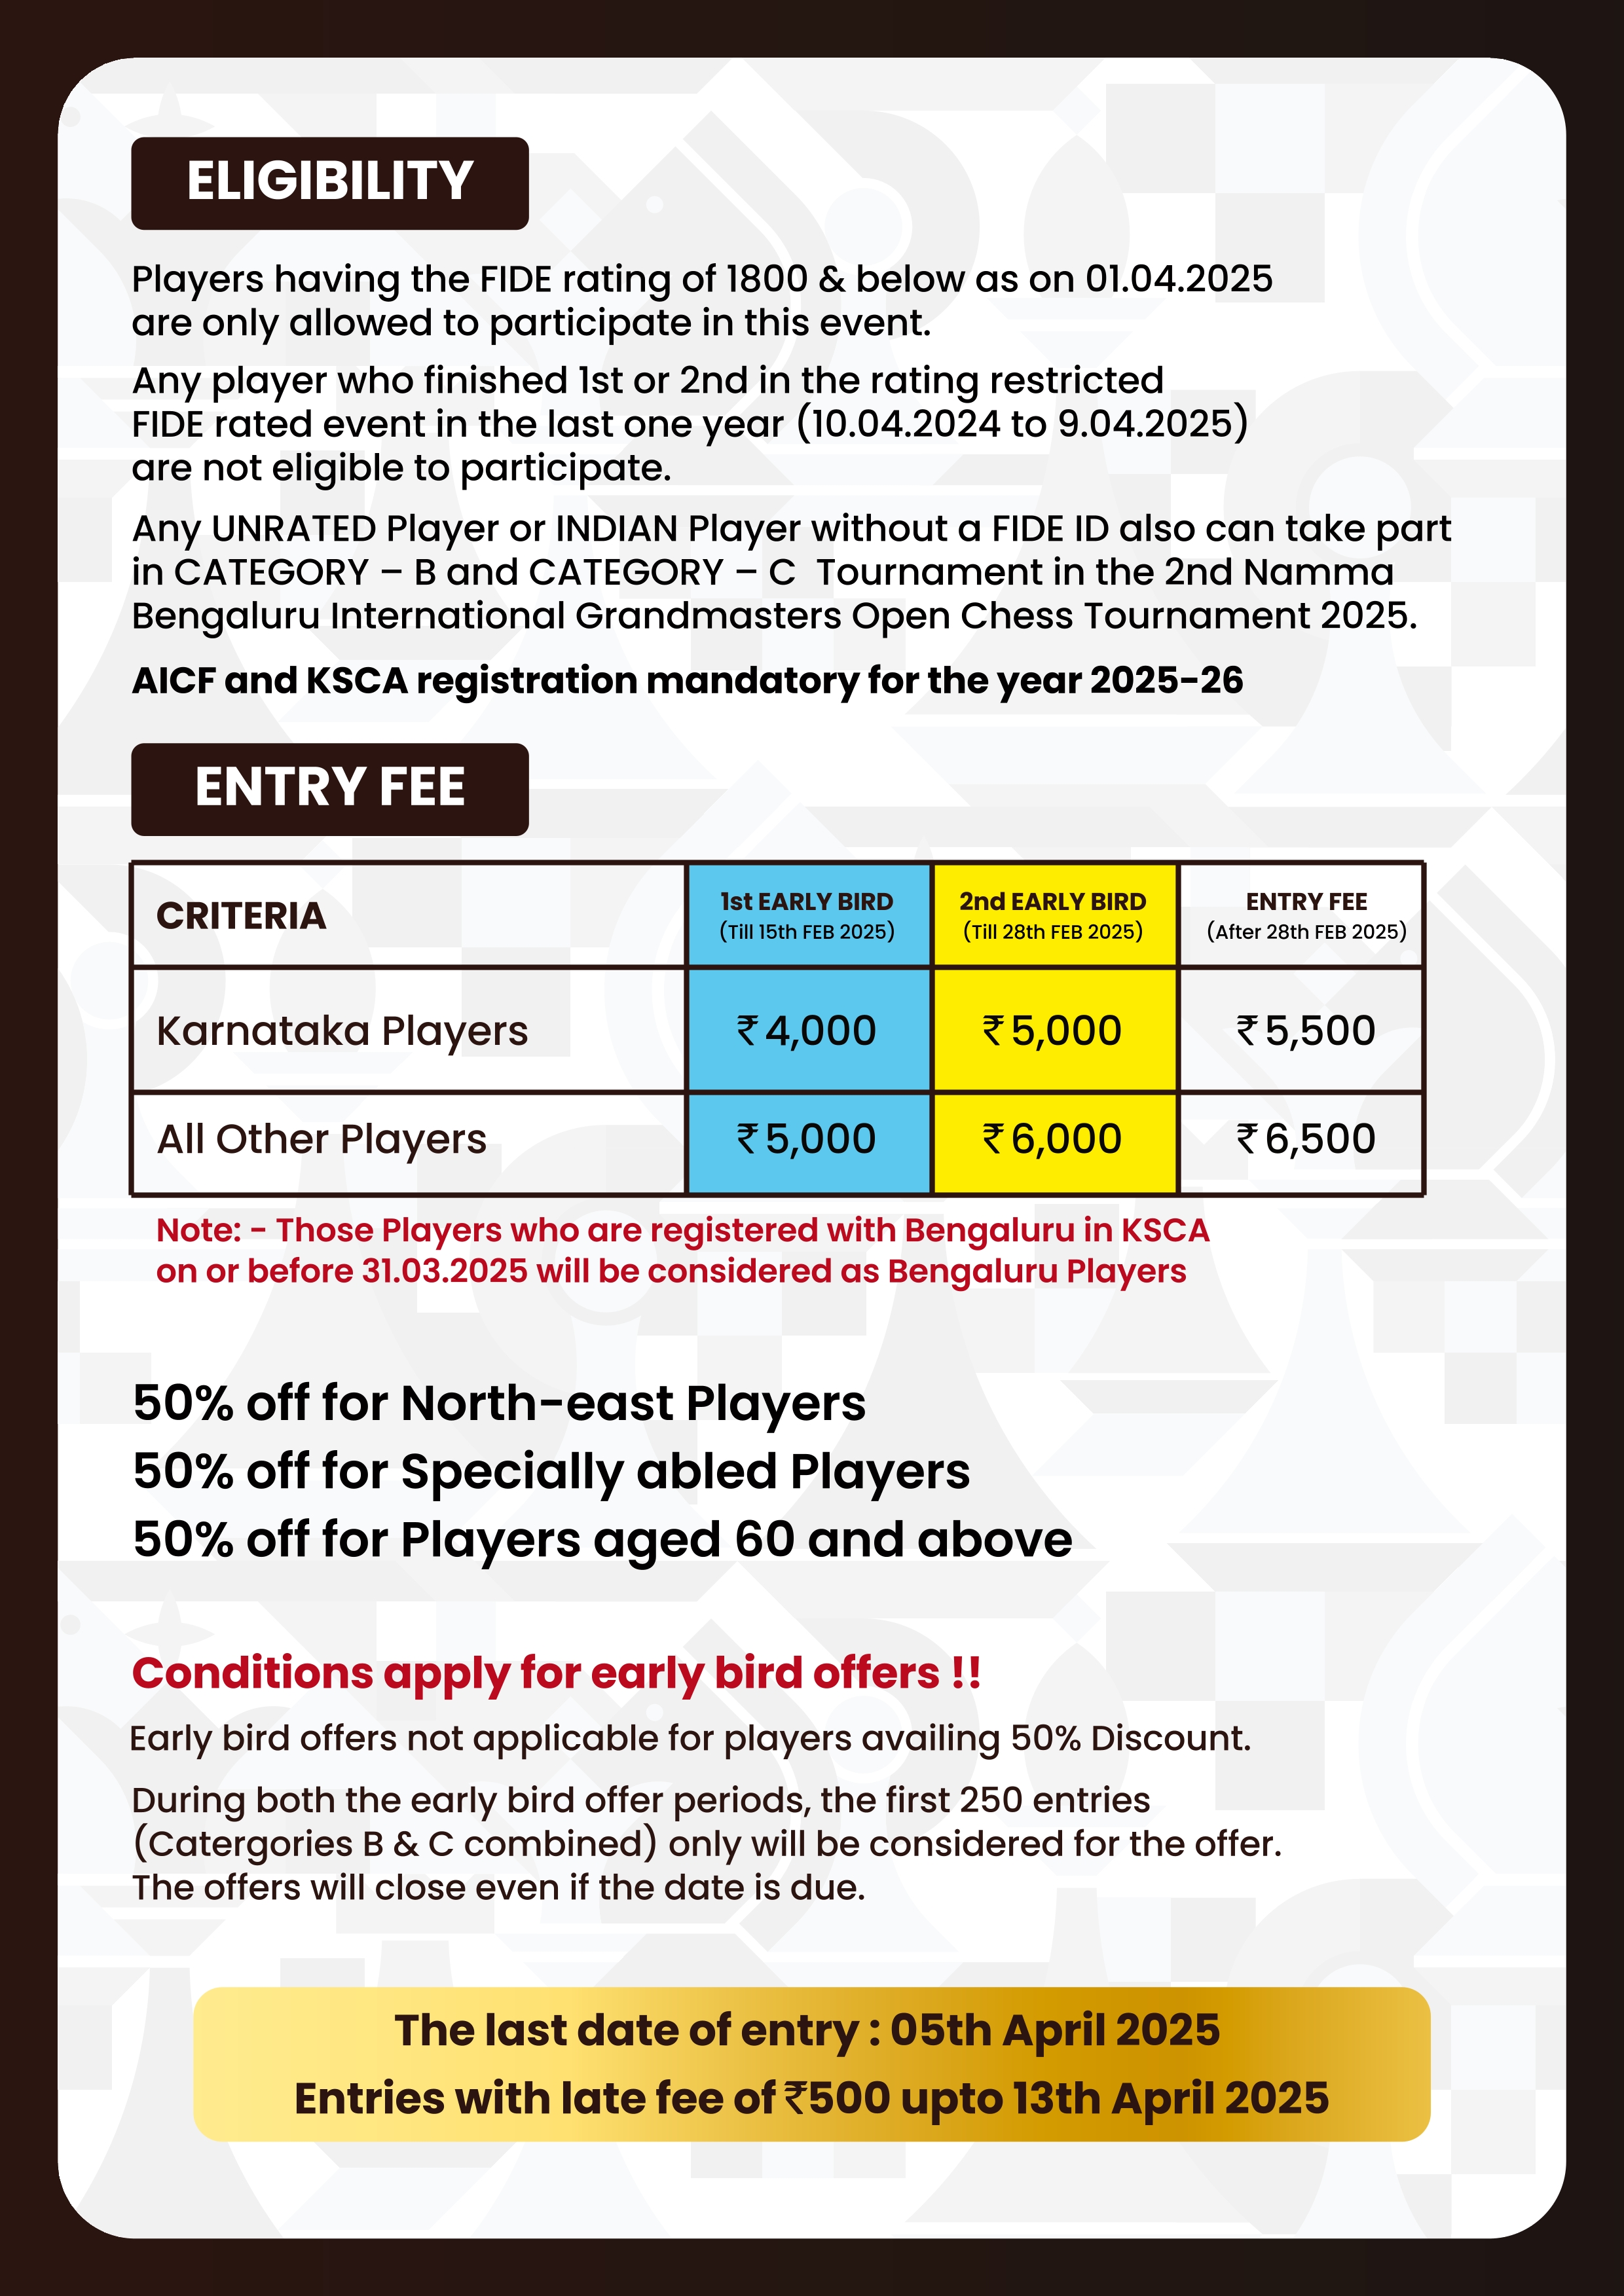 ELIGIBILITY
Players having the FIDE rating of 1800 & below as on 01.04.2025
are only allowed to participate in this event.
Any player who finished 1st or 2nd in the rating restricted
FIDE rated event in the last one year (10.04.2024 to 9.04.2025)
are not eligible to participate.
Any UNRATED Player or INDIAN Player without a FIDE ID also can take part
in CATEGORY – B and CATEGORY – C Tournament in the 2nd Namma
Bengaluru International Grandmasters Open Chess Tournament 2025.
AICF and KSCA registration mandatory for the year 2025-26
ENTRY FEE
CRITERIA
1st EARLY BIRD
(Till 15th FEB 2025)
2nd EARLY BIRD
(Till 28th FEB 2025)
ENTRY FEE
(After 28th FEB 2025)
Karnataka Players ₹4,000 ₹5,000 ₹5,500
All Other Players ₹5,000 ₹6,000 ₹6,500
Note: - Those Players who are registered with Bengaluru in KSCA
on or before 31.03.2025 will be considered as Bengaluru Players
50% off for North-east Players
50% off for Specially abled Players
50% off for Players aged 60 and above
Conditions apply for early bird offers !!
Early bird offers not applicable for players availing 50% Discount.
During both the early bird offer periods, the first 250 entries
(Catergories B & C combined) only will be considered for the offer.
The offers will close even if the date is due.
The last date of entry : 05th April 2025
Entries with late fee of ₹500 upto 13th April 2025